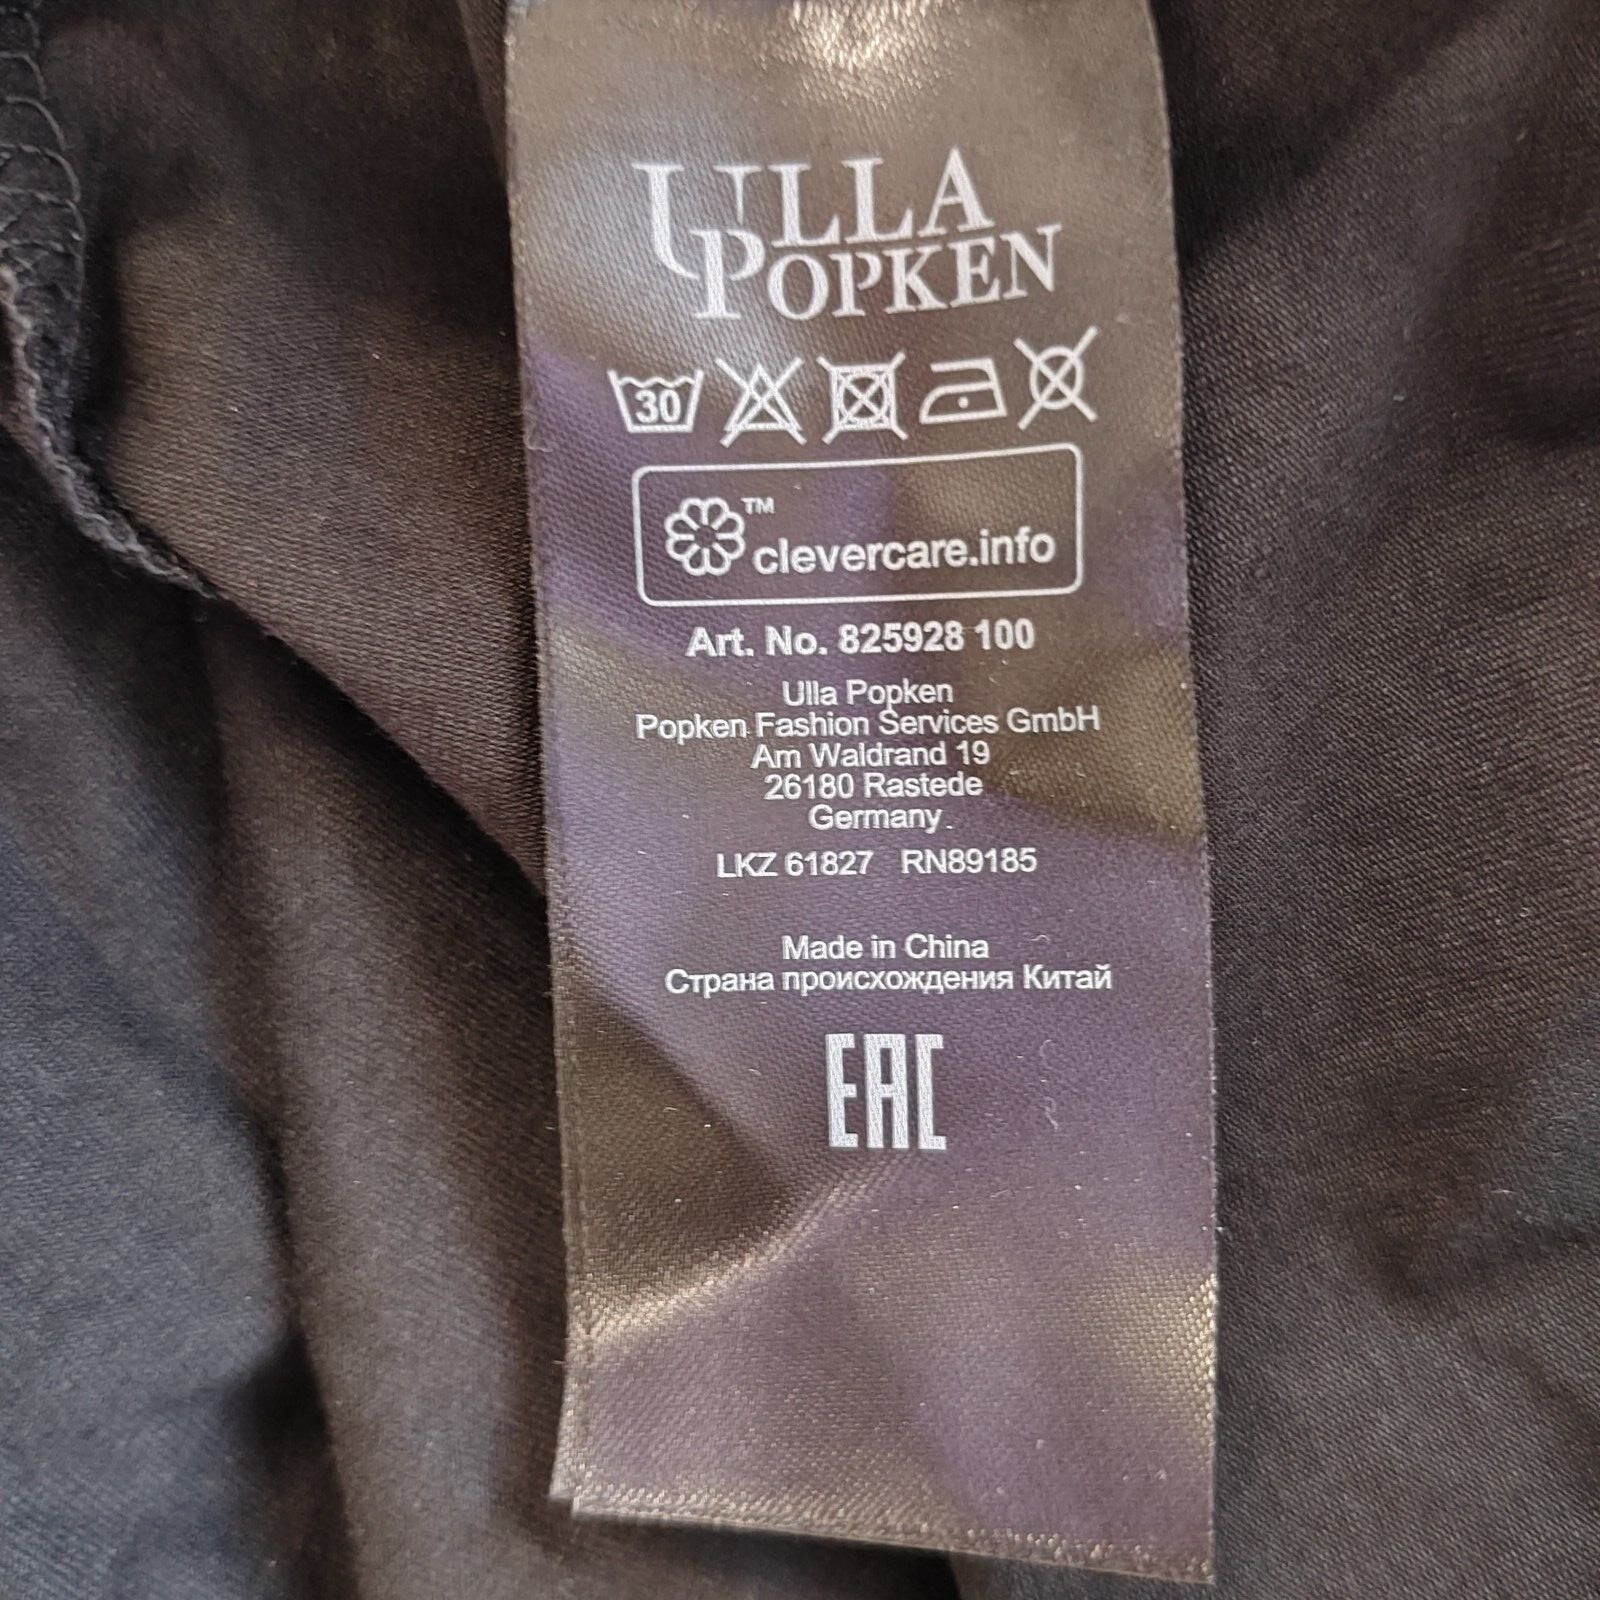 ULLA
POPKEN
30
™
clevercare.info
Art. No. 825928 100
Ulla Popken
Popken Fashion Services GmbH
Am Waldrand 19
26180 Rastede
Germany
LKZ 61827 RN89185
Made in China
Страна происхождения Китай
EAC